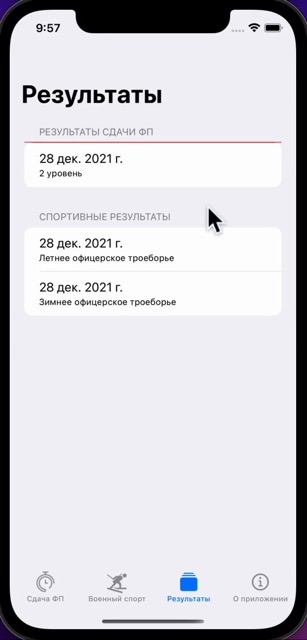 9:57
Результаты
РЕЗУЛЬТАТЫ СДАЧИ ФП
28 дек. 2021 г.
2 уровень
СПОРТИВНЫЕ РЕЗУЛЬТАТЫ
28 дек. 2021 г.
Летнее офицерское троеборье
28 дек. 2021 г.
Зимнее офицерское троеборье
Сдача ФП
Военный спорт
Результаты
О приложении